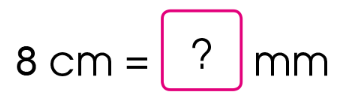 8 cm = ? mm